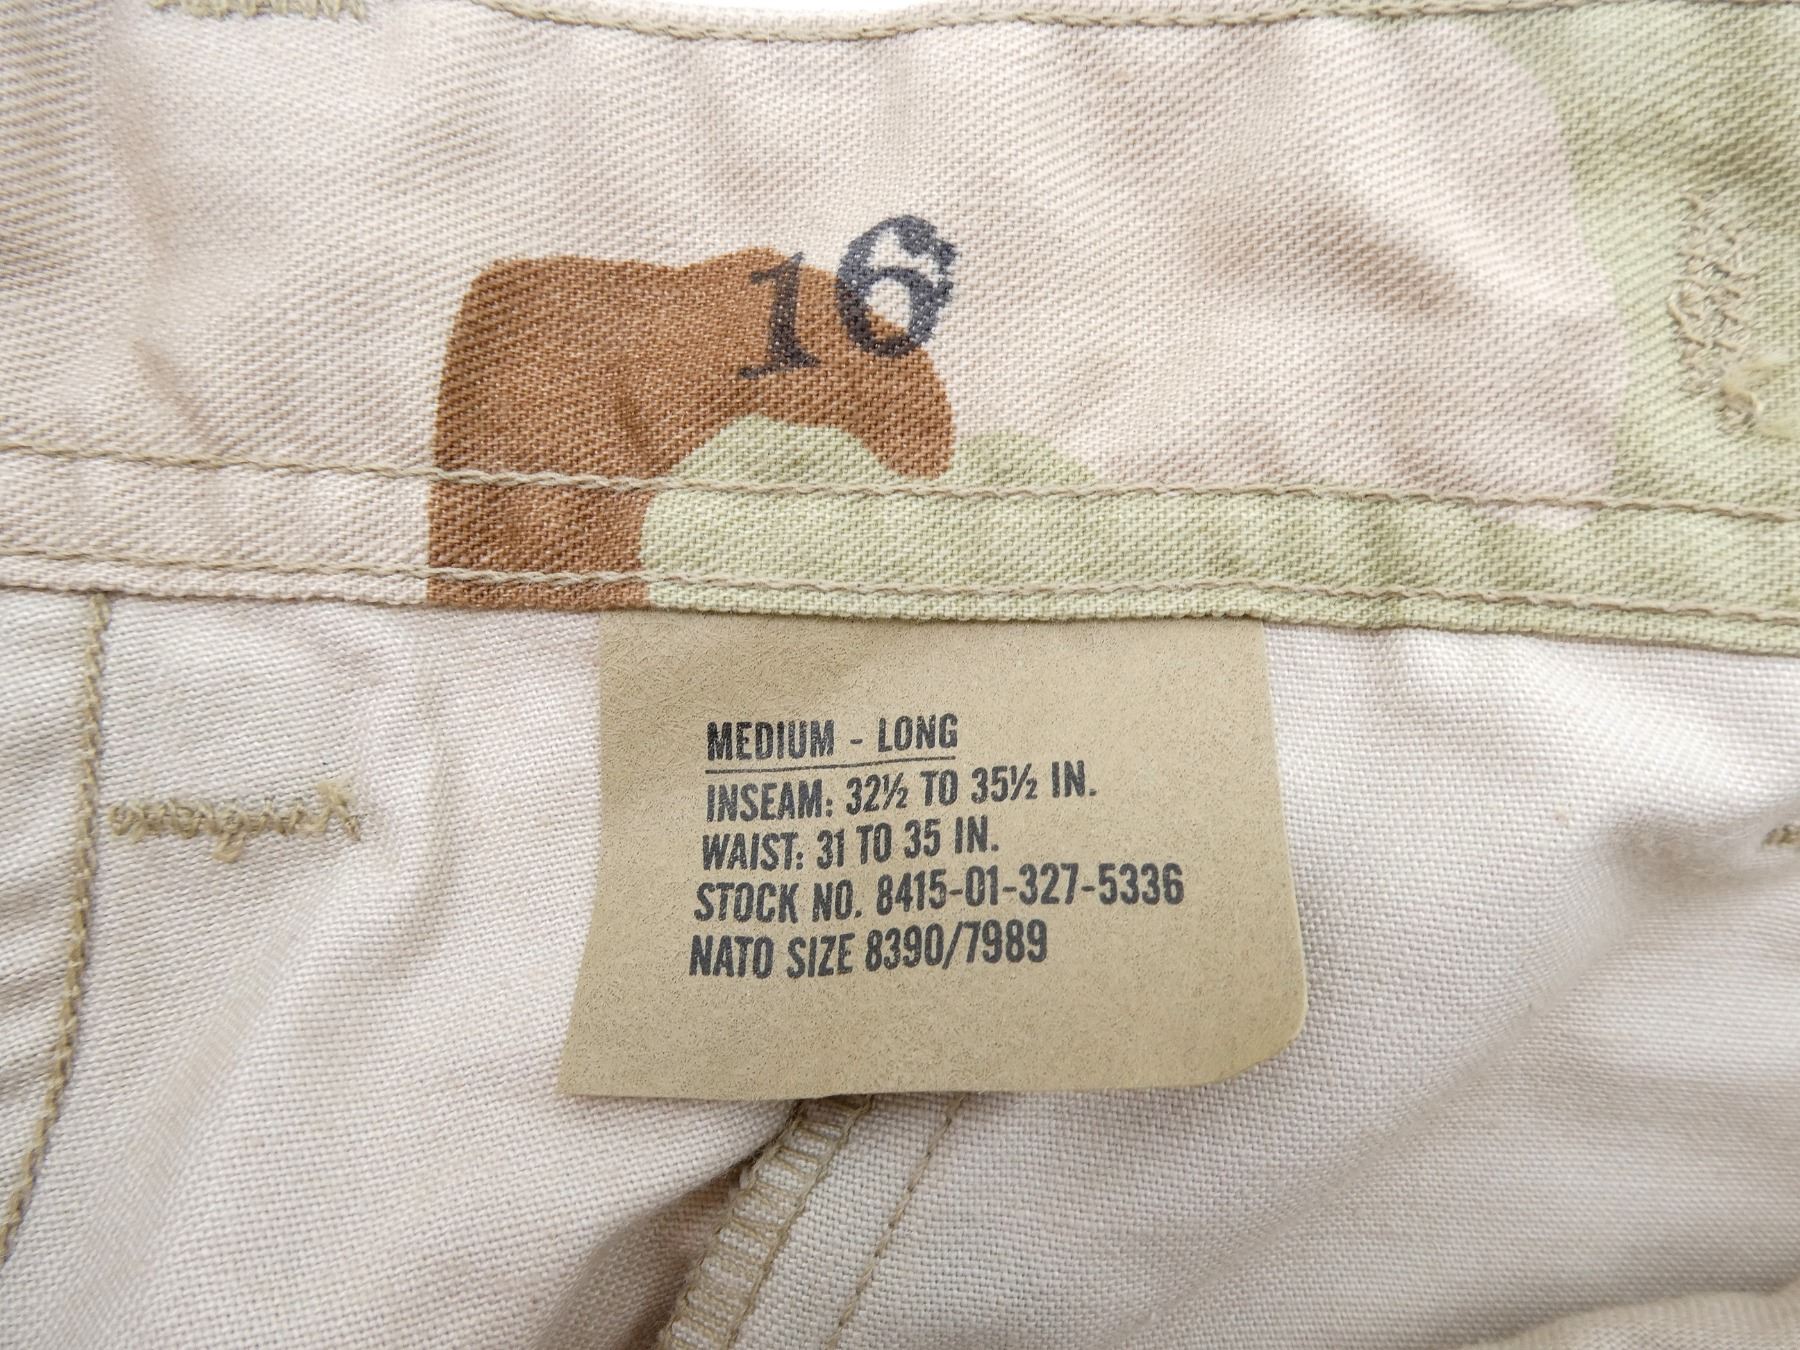 16
MEDIUM - LONG
INSEAM: 32½ TO 35½ IN.
WAIST: 31 TO 35 IN.
STOCK NO. 8415-01-327-5336
NATO SIZE 8390/7989